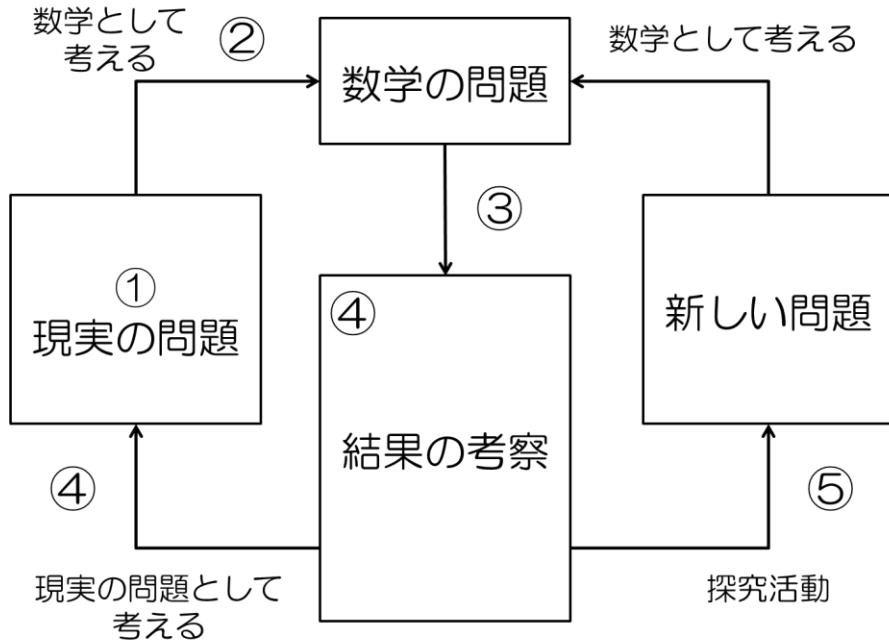 数学として
考える
②
数学の問題
数学として考える
③
①
現実の問題
④
結果の考察
新しい問題
④
⑤
現実の問題として
考える
探究活動